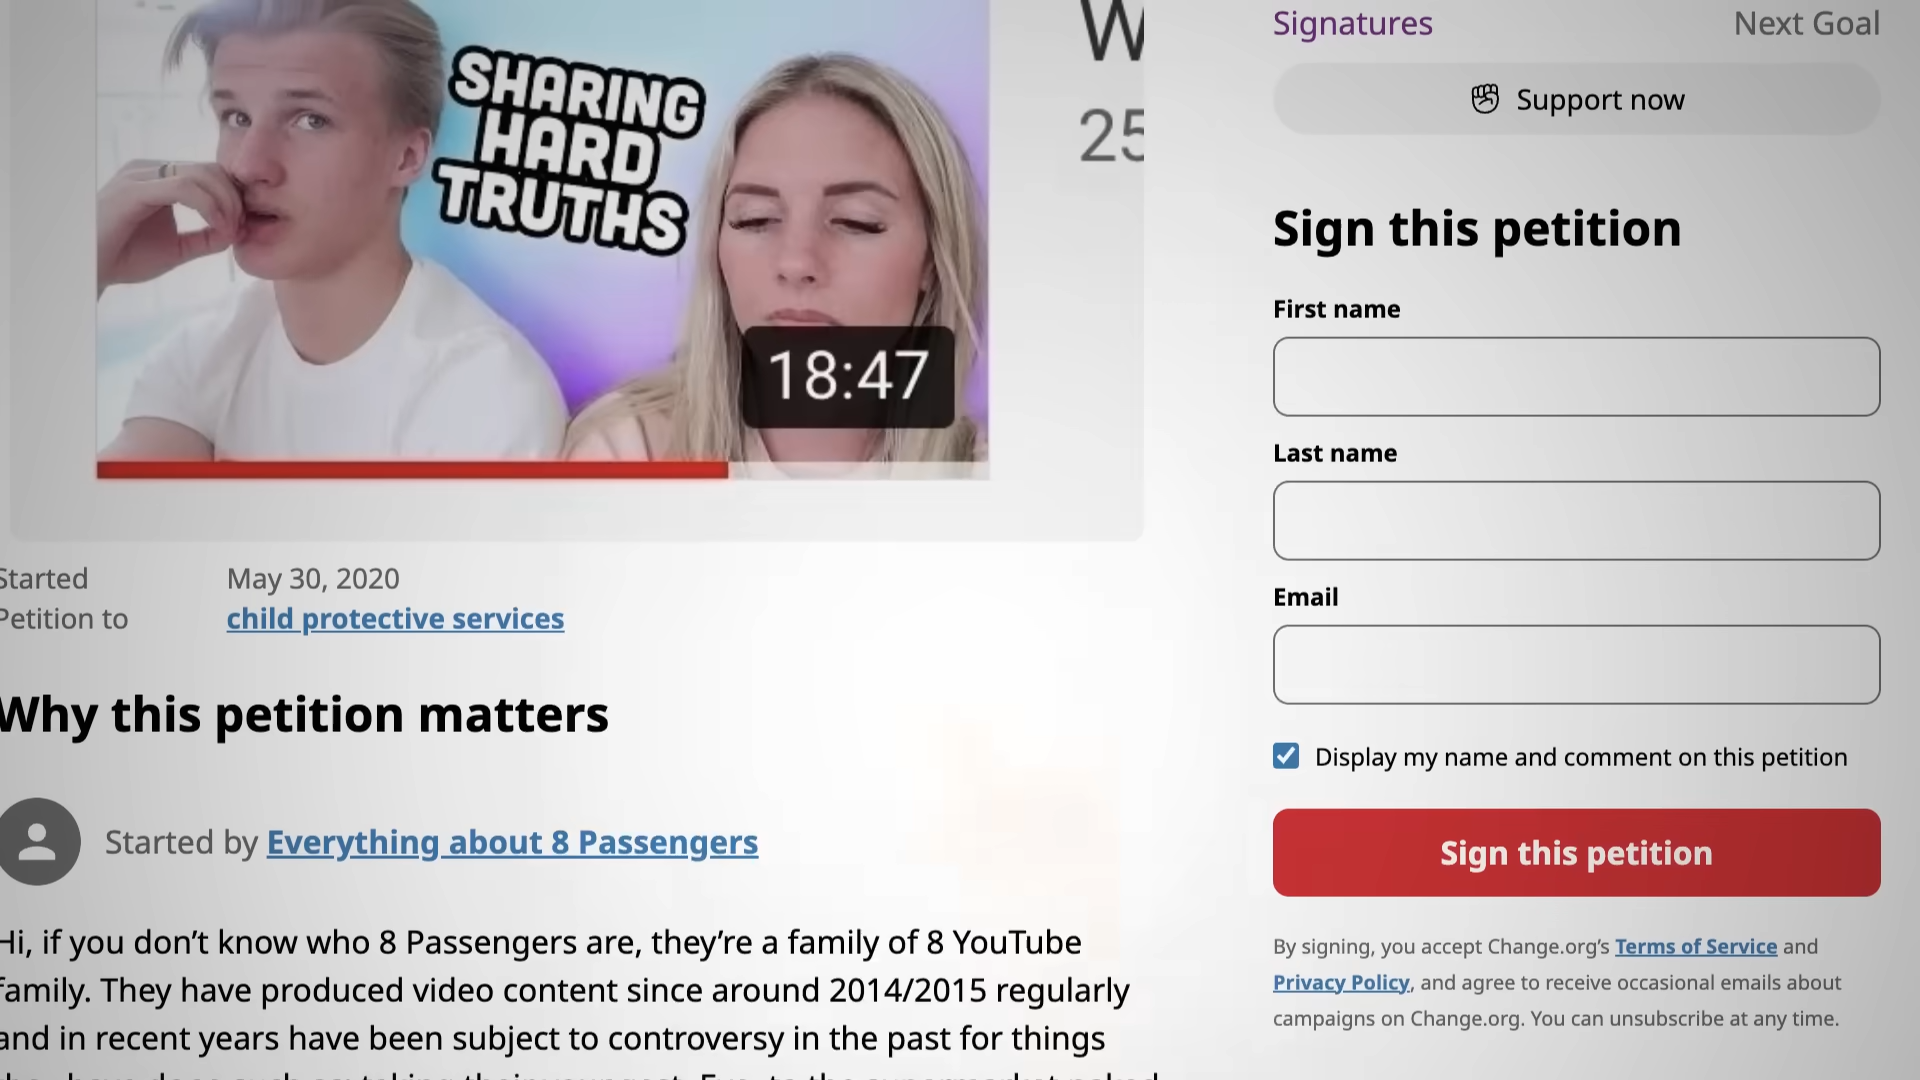 SHARING
HARD
TRUTHS
18:47
W
25
Started
May 30, 2020
Petition to
child protective services
Why this petition matters
Started by Everything about 8 Passengers
Hi, if you don’t know who 8 Passengers are, they’re a family of 8 YouTube
family. They have produced video content since around 2014/2015 regularly
and in recent years have been subject to controversy in the past for things
Signatures
Next Goal
Support now
Sign this petition
First name
Last name
Email
Display my name and comment on this petition
Sign this petition
By signing, you accept Change.org’s Terms of Service and
Privacy Policy, and agree to receive occasional emails about
campaigns on Change.org. You can unsubscribe at any time.